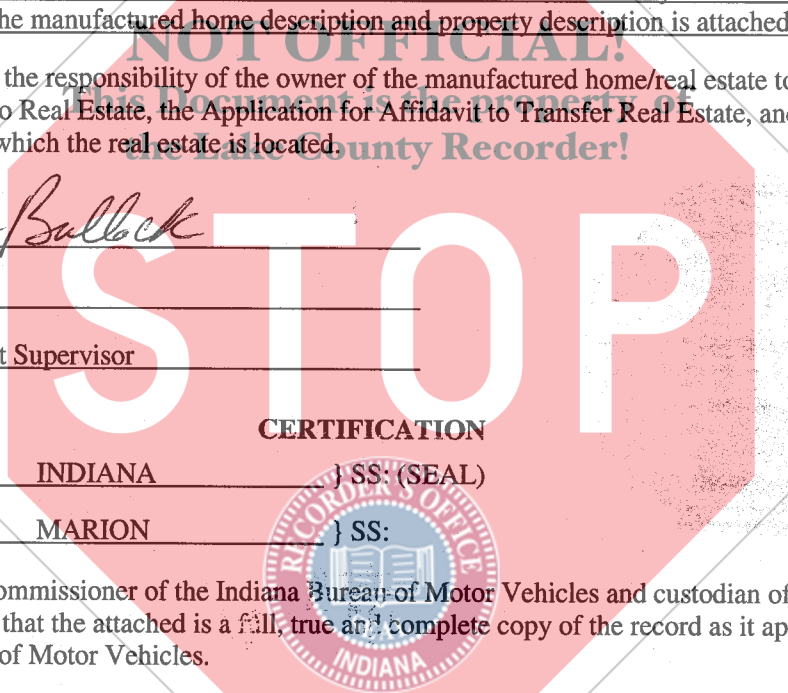 he manufactured home description and property description is attached
NOT OFFICIAL!
the responsibility of the owner of the manufactured home/real estate to
This Document is the property of
o Real Estate, the Application for Affidavit to Transfer Real Estate, and
which the real estate is located.
the Lake County Recorder!
Bullock
STOP
t Supervisor
CERTIFICATION
INDIANA } SS: (SEAL)
MARION } SS:
RECORDER'S OFFICE
ommissioner of the Indiana Bureau of Motor Vehicles and custodian of
that the attached is a full, true and complete copy of the record as it ap
of Motor Vehicles.
INDIANA